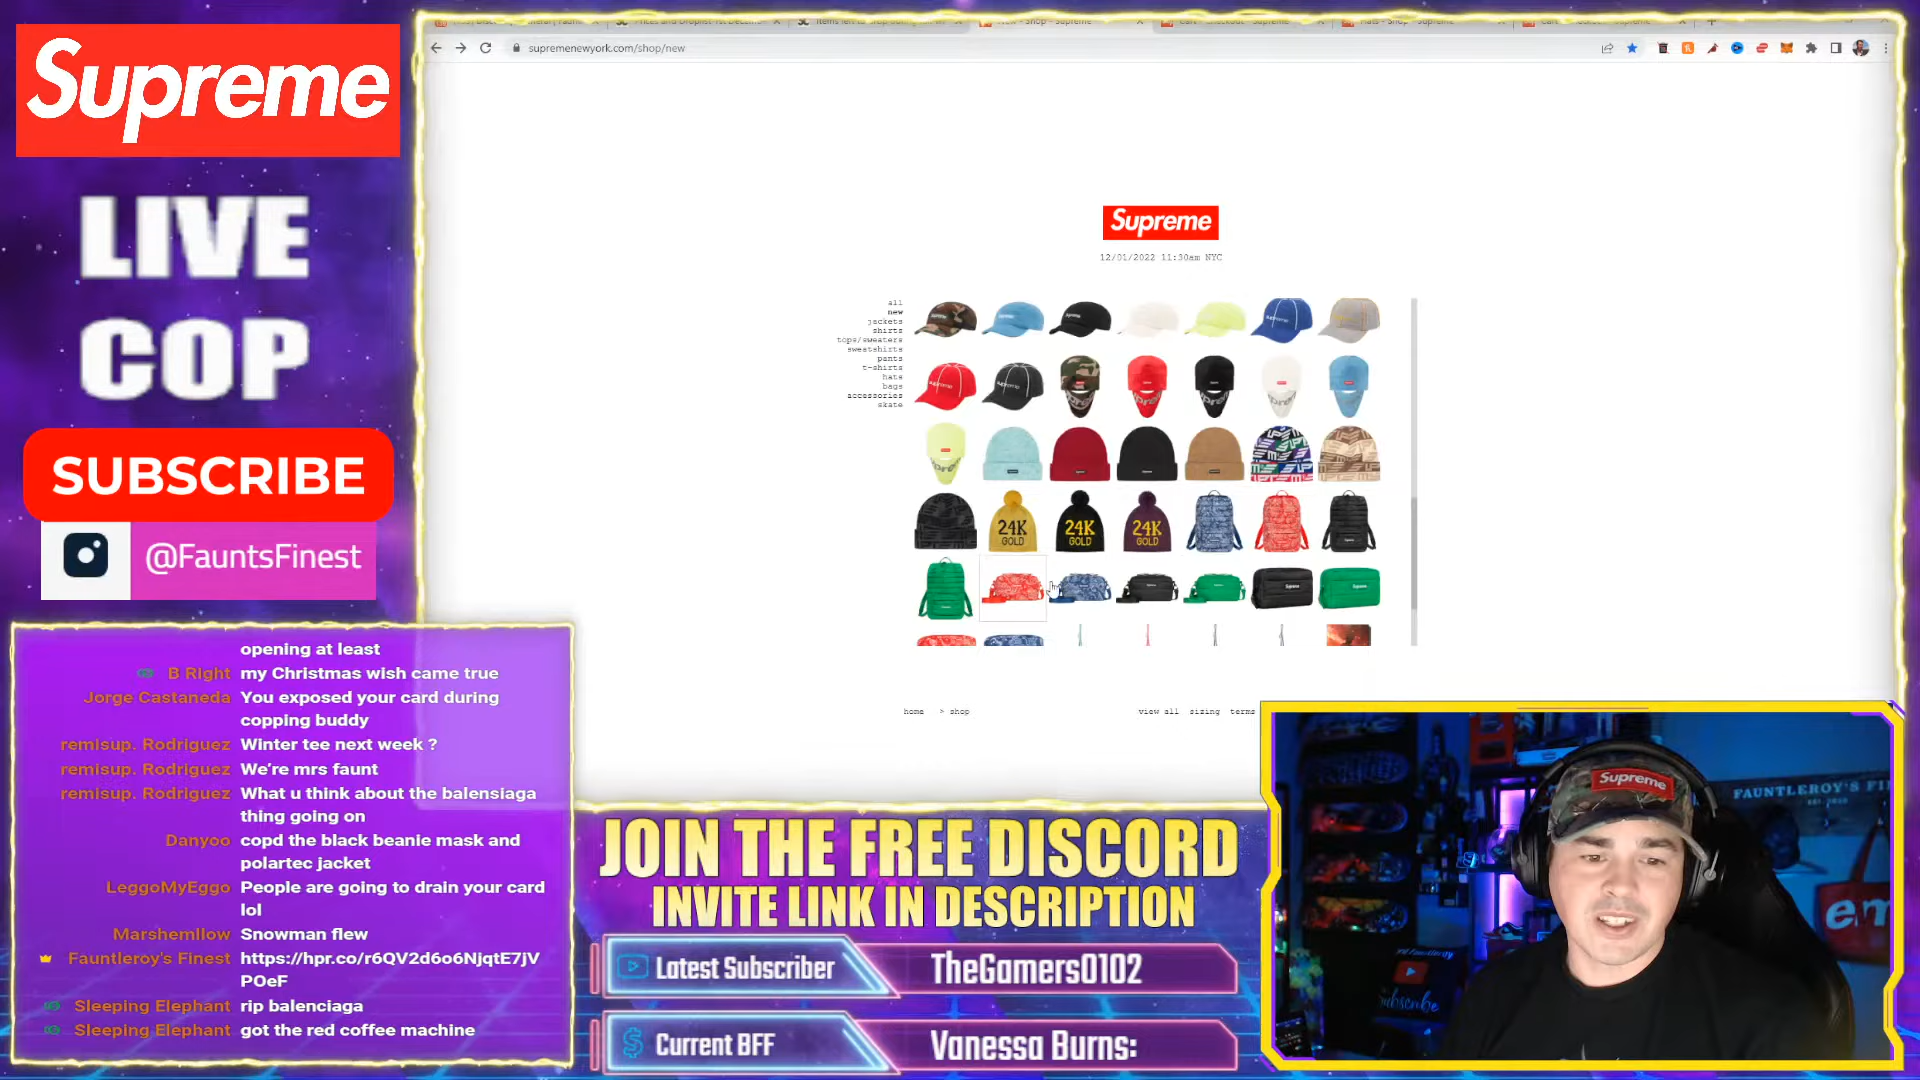 Supreme
LIVE
COP
SUBSCRIBE
@FauntsFinest
supremenewyork.com/shop/new
Supreme
12/01/2022 11:30am NYC
all
new
jackets
shirts
tops/sweaters
sweatshirts
pants
t-shirts
hats
bags
accessories
skate
24K
GOLD
24K
GOLD
24K
GOLD
home > shop
view all sizing terms
opening at least
B Right my Christmas wish came true
Jorge Castaneda You exposed your card during
copping buddy
remisup. Rodriguez Winter tee next week ?
remisup. Rodriguez We're mrs faunt
remisup. Rodriguez What u think about the balensiaga
thing going on
Danyoo copd the black beanie mask and
polartec jacket
LeggoMyEggo People are going to drain your card
lol
Marshemllow Snowman flew
Fauntleroy's Finest https://hpr.co/r6QV2d6o6NjqtE7jV
POeF
Sleeping Elephant rip balenciaga
Sleeping Elephant got the red coffee machine
JOIN THE FREE DISCORD
INVITE LINK IN DESCRIPTION
Latest Subscriber TheGamers0102
Current BFF Vanessa Burns:
Supreme
FAUNTLEROY'S FI
Subscribe
em